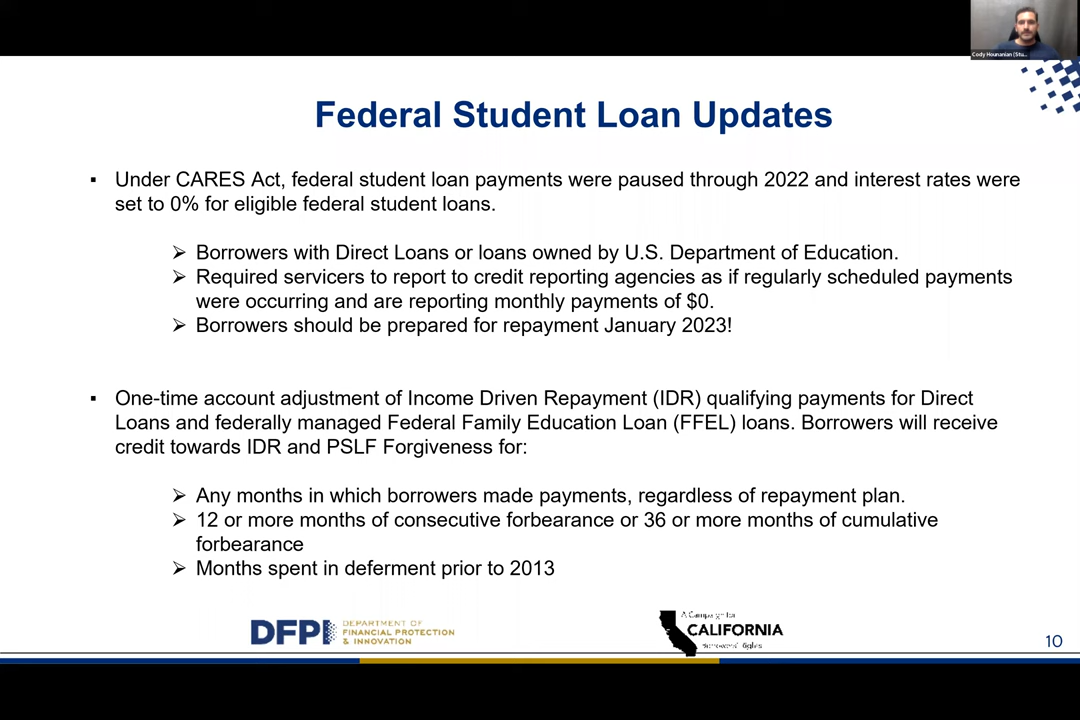 Cody Hounanian (Stu...
Federal Student Loan Updates
▪ Under CARES Act, federal student loan payments were paused through 2022 and interest rates were
set to 0% for eligible federal student loans.
➢ Borrowers with Direct Loans or loans owned by U.S. Department of Education.
➢ Required servicers to report to credit reporting agencies as if regularly scheduled payments
were occurring and are reporting monthly payments of $0.
➢ Borrowers should be prepared for repayment January 2023!
▪ One-time account adjustment of Income Driven Repayment (IDR) qualifying payments for Direct
Loans and federally managed Federal Family Education Loan (FFEL) loans. Borrowers will receive
credit towards IDR and PSLF Forgiveness for:
➢ Any months in which borrowers made payments, regardless of repayment plan.
➢ 12 or more months of consecutive forbearance or 36 or more months of cumulative
forbearance
➢ Months spent in deferment prior to 2013
DFPI
DEPARTMENT OF
FINANCIAL PROTECTION
& INNOVATION
A Campaign for
CALIFORNIA
Borrowers' Rights
10